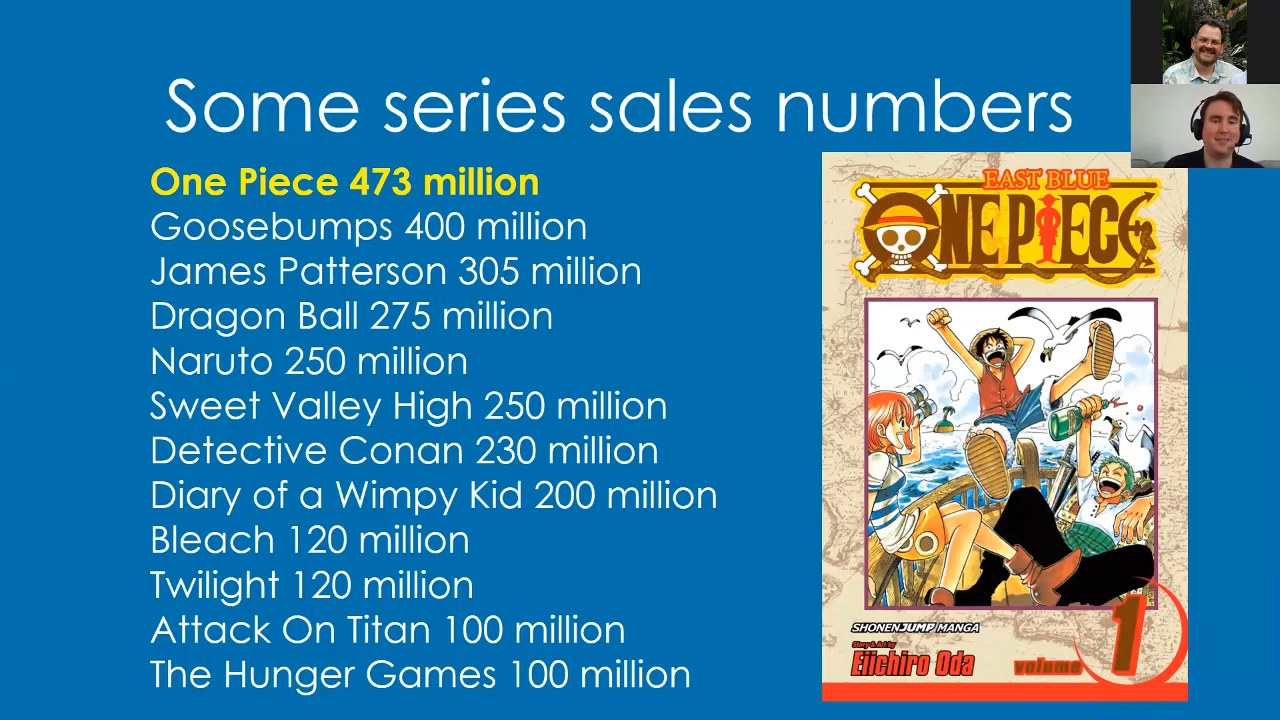 Some series sales numbers
One Piece 473 million
Goosebumps 400 million
James Patterson 305 million
Dragon Ball 275 million
Naruto 250 million
Sweet Valley High 250 million
Detective Conan 230 million
Diary of a Wimpy Kid 200 million
Bleach 120 million
Twilight 120 million
Attack On Titan 100 million
The Hunger Games 100 million
EAST BLUE
ONE PIECE
SHONEN JUMP MANGA
Story & Art by
Eiichiro Oda
volume 1